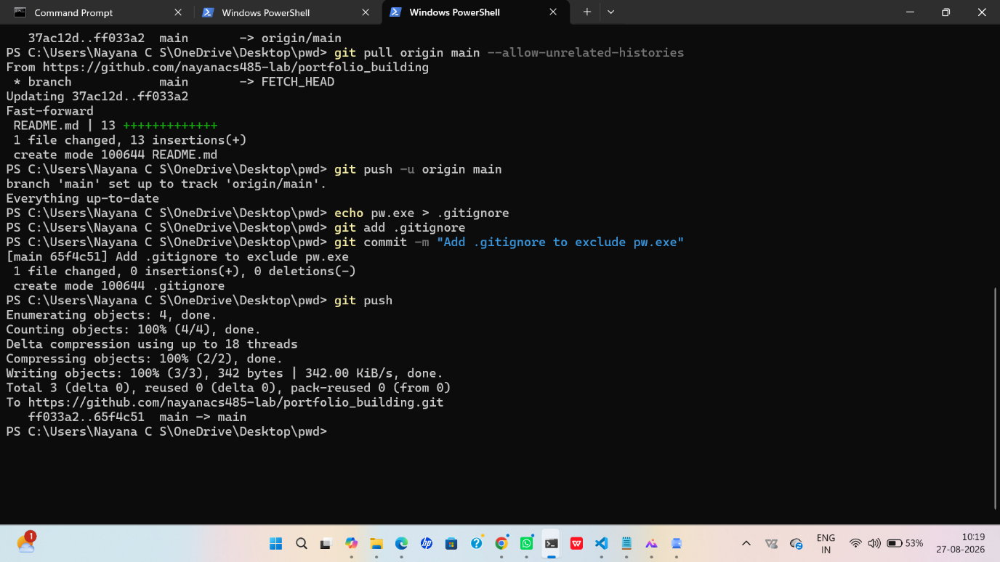 Command Prompt
Windows PowerShell
Windows PowerShell
37ac12d..ff033a2  main       -> origin/main
PS C:\Users\Nayana C S\OneDrive\Desktop\pwd> git pull origin main --allow-unrelated-histories
From https://github.com/nayanacs485-lab/portfolio_building
 * branch            main       -> FETCH_HEAD
Updating 37ac12d..ff033a2
Fast-forward
 README.md | 13 +++++++++++++
 1 file changed, 13 insertions(+)
 create mode 100644 README.md
PS C:\Users\Nayana C S\OneDrive\Desktop\pwd> git push -u origin main
branch 'main' set up to track 'origin/main'.
Everything up-to-date
PS C:\Users\Nayana C S\OneDrive\Desktop\pwd> echo pw.exe > .gitignore
PS C:\Users\Nayana C S\OneDrive\Desktop\pwd> git add .gitignore
PS C:\Users\Nayana C S\OneDrive\Desktop\pwd> git commit -m "Add .gitignore to exclude pw.exe"
[main 65f4c51] Add .gitignore to exclude pw.exe
 1 file changed, 0 insertions(+), 0 deletions(-)
 create mode 100644 .gitignore
PS C:\Users\Nayana C S\OneDrive\Desktop\pwd> git push
Enumerating objects: 4, done.
Counting objects: 100% (4/4), done.
Delta compression using up to 18 threads
Compressing objects: 100% (2/2), done.
Writing objects: 100% (3/3), 342 bytes | 342.00 KiB/s, done.
Total 3 (delta 0), reused 0 (delta 0), pack-reused 0 (from 0)
To https://github.com/nayanacs485-lab/portfolio_building.git
   ff033a2..65f4c51  main -> main
PS C:\Users\Nayana C S\OneDrive\Desktop\pwd>
1
hp
ENG
IN
53%
10:19
27-08-2026